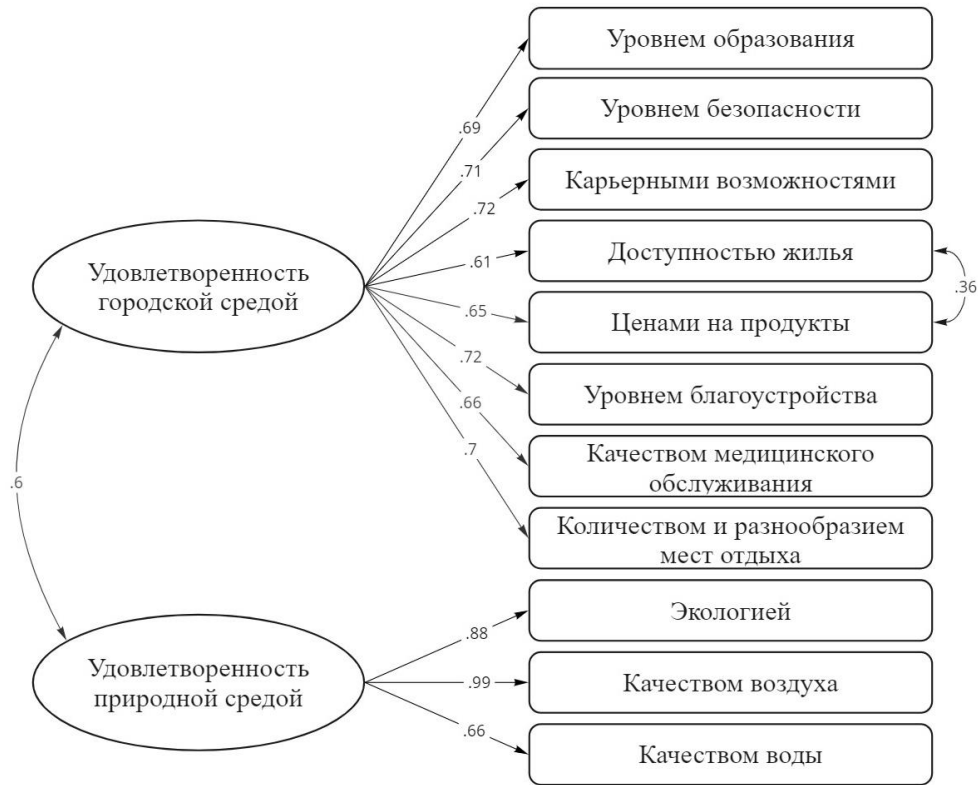 Уровнем образования
Уровнем безопасности
Карьерными возможностями
Доступностью жилья
Ценами на продукты
Уровнем благоустройства
Качеством медицинского
обслуживания
Количеством и разнообразием
мест отдыха
Экологией
Качеством воздуха
Качеством воды
Удовлетворенность
городской средой
Удовлетворенность
природной средой
.69
.71
.72
.61
.65
.72
.66
.7
.36
.6
.88
.99
.66